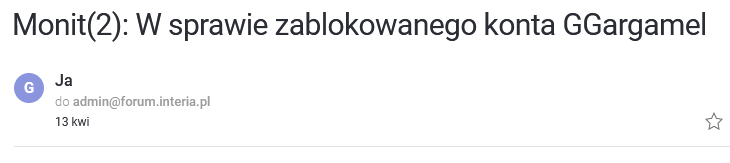 Monit(2): W sprawie zablokowanego konta GGargamel
G
Ja
do admin@forum.interia.pl
13 kwi